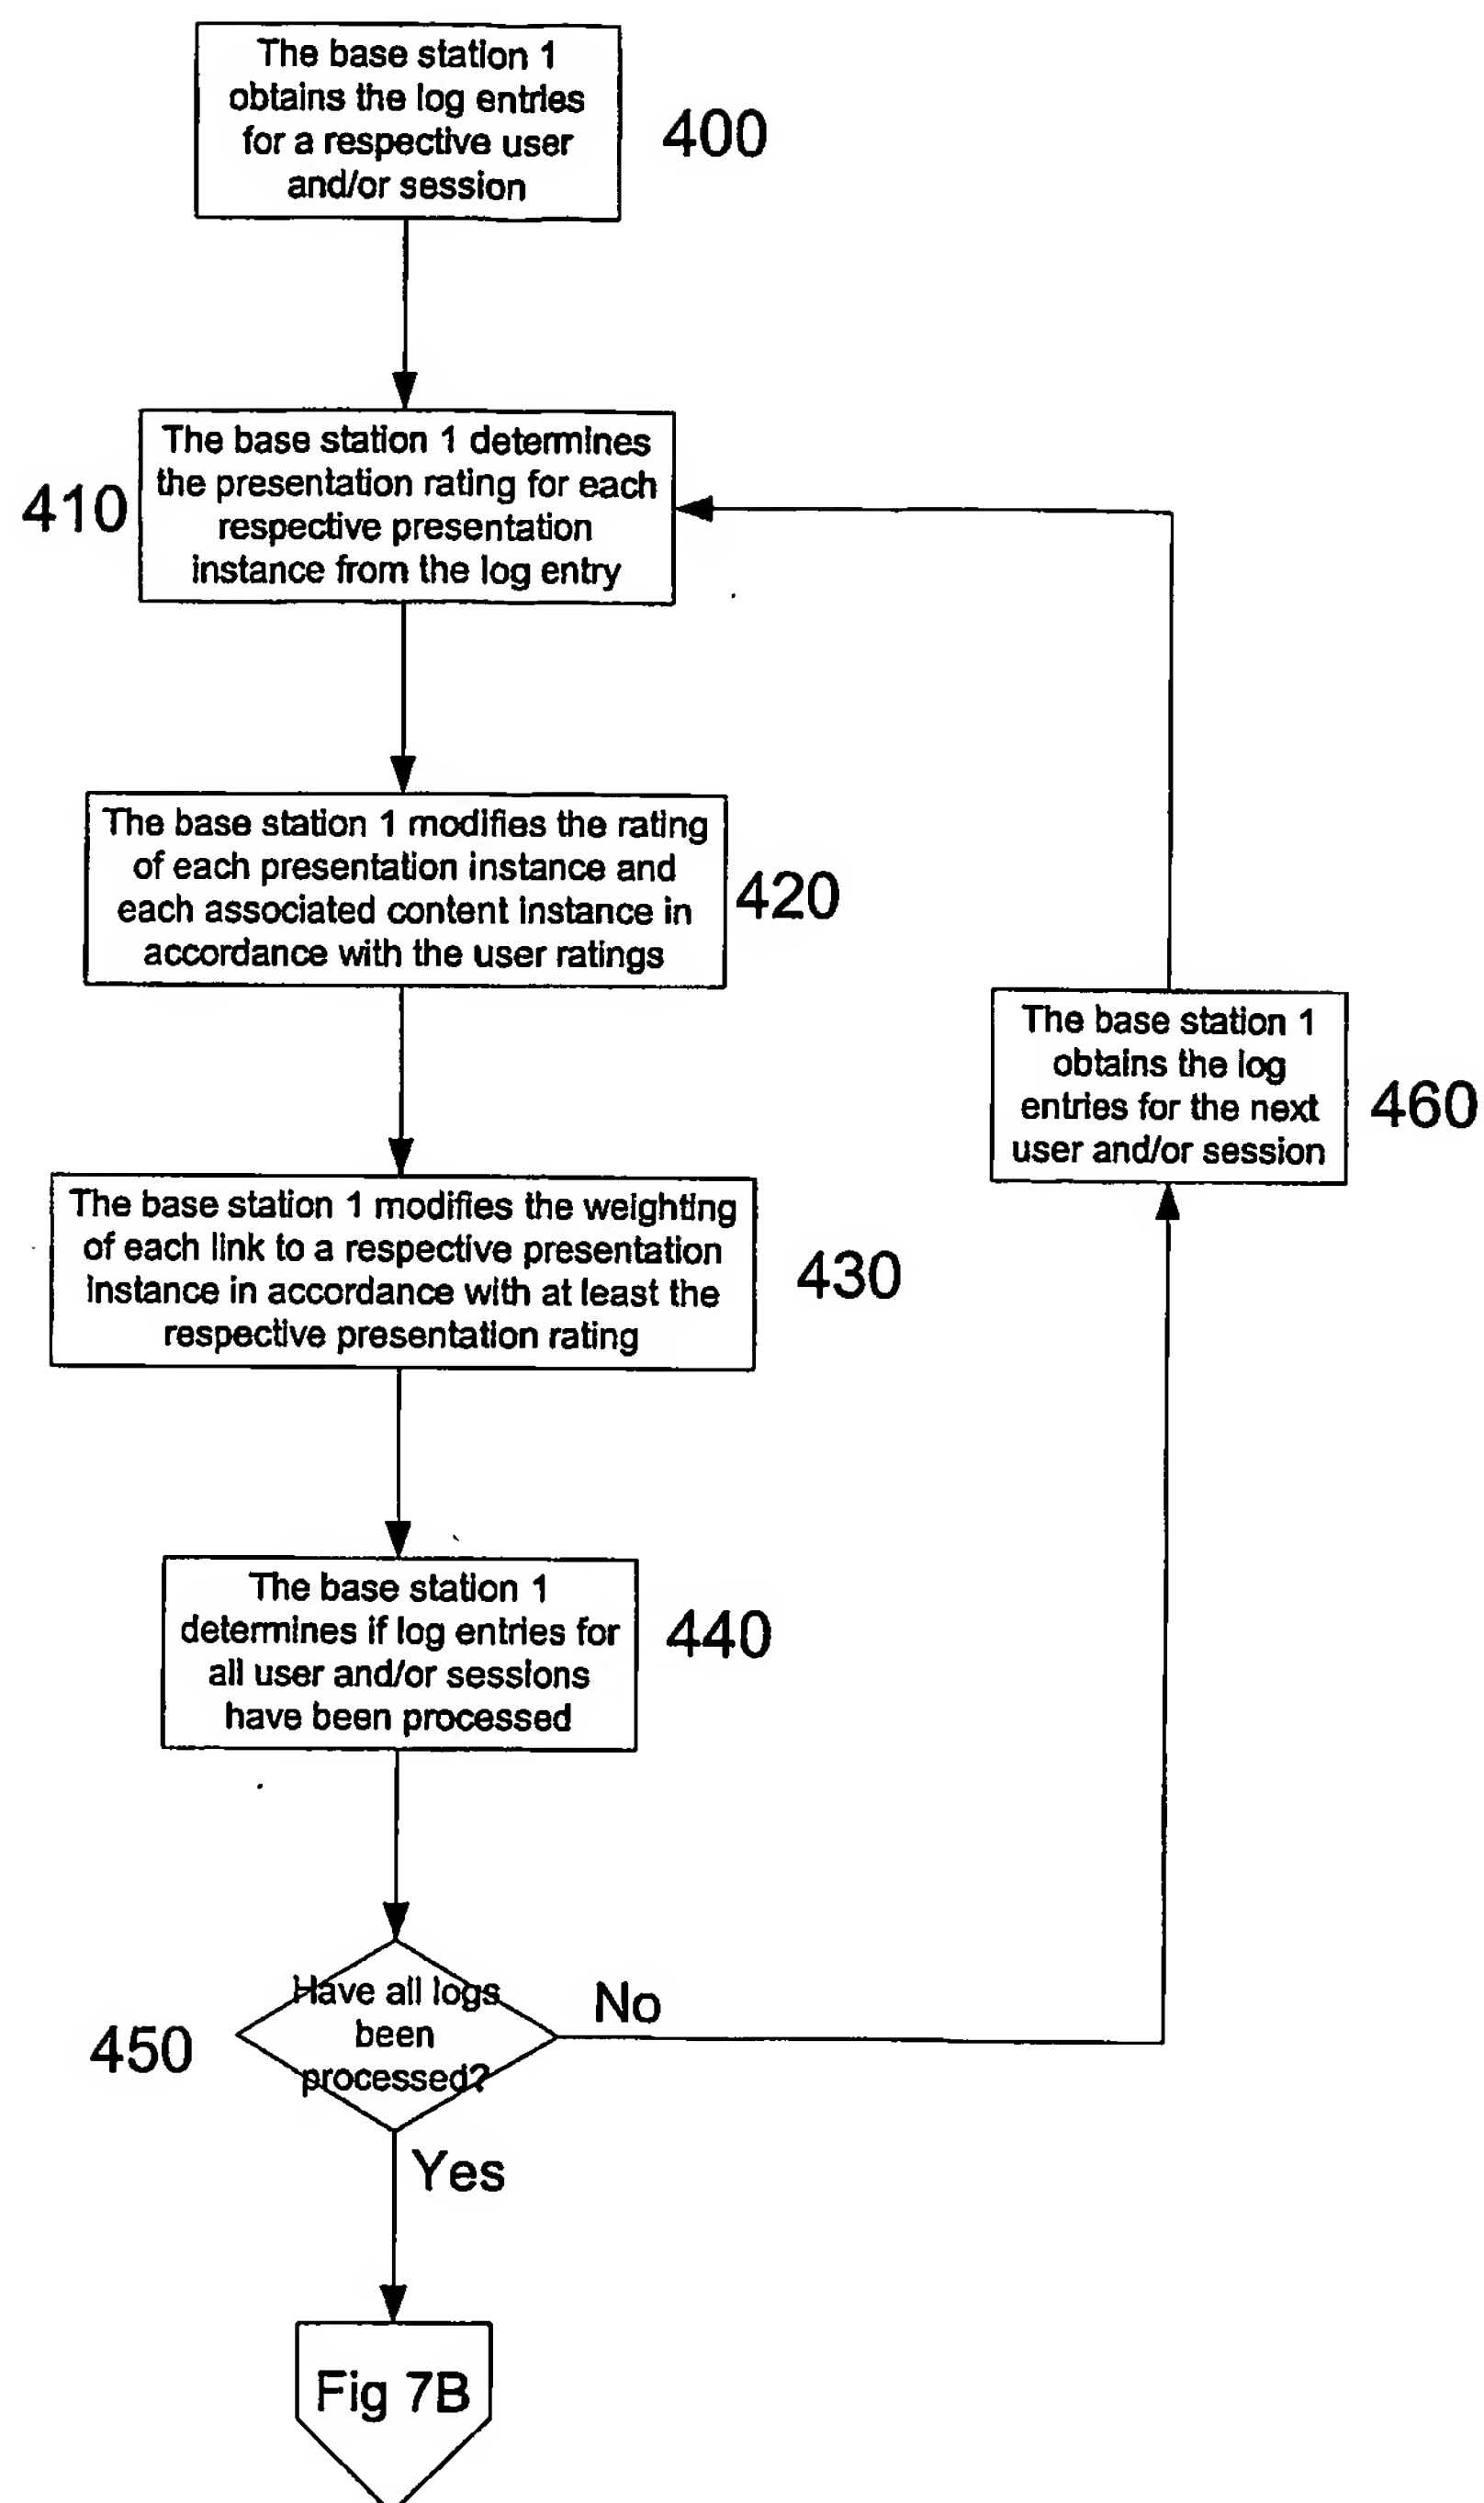 The base station 1
obtains the log entries
for a respective user
and/or session
400
The base station 1 determines
the presentation rating for each
respective presentation
instance from the log entry
410
The base station 1 modifies the rating
of each presentation instance and
each associated content instance in
accordance with the user ratings
420
The base station 1
obtains the log
entries for the next
user and/or session
460
The base station 1 modifies the weighting
of each link to a respective presentation
instance in accordance with at least the
respective presentation rating
430
The base station 1
determines if log entries for
all user and/or sessions
have been processed
440
Have all logs
been
processed?
450
No
Yes
Fig 7B